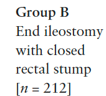 Group B
End ileostomy
with closed
rectal stump
[n = 212]